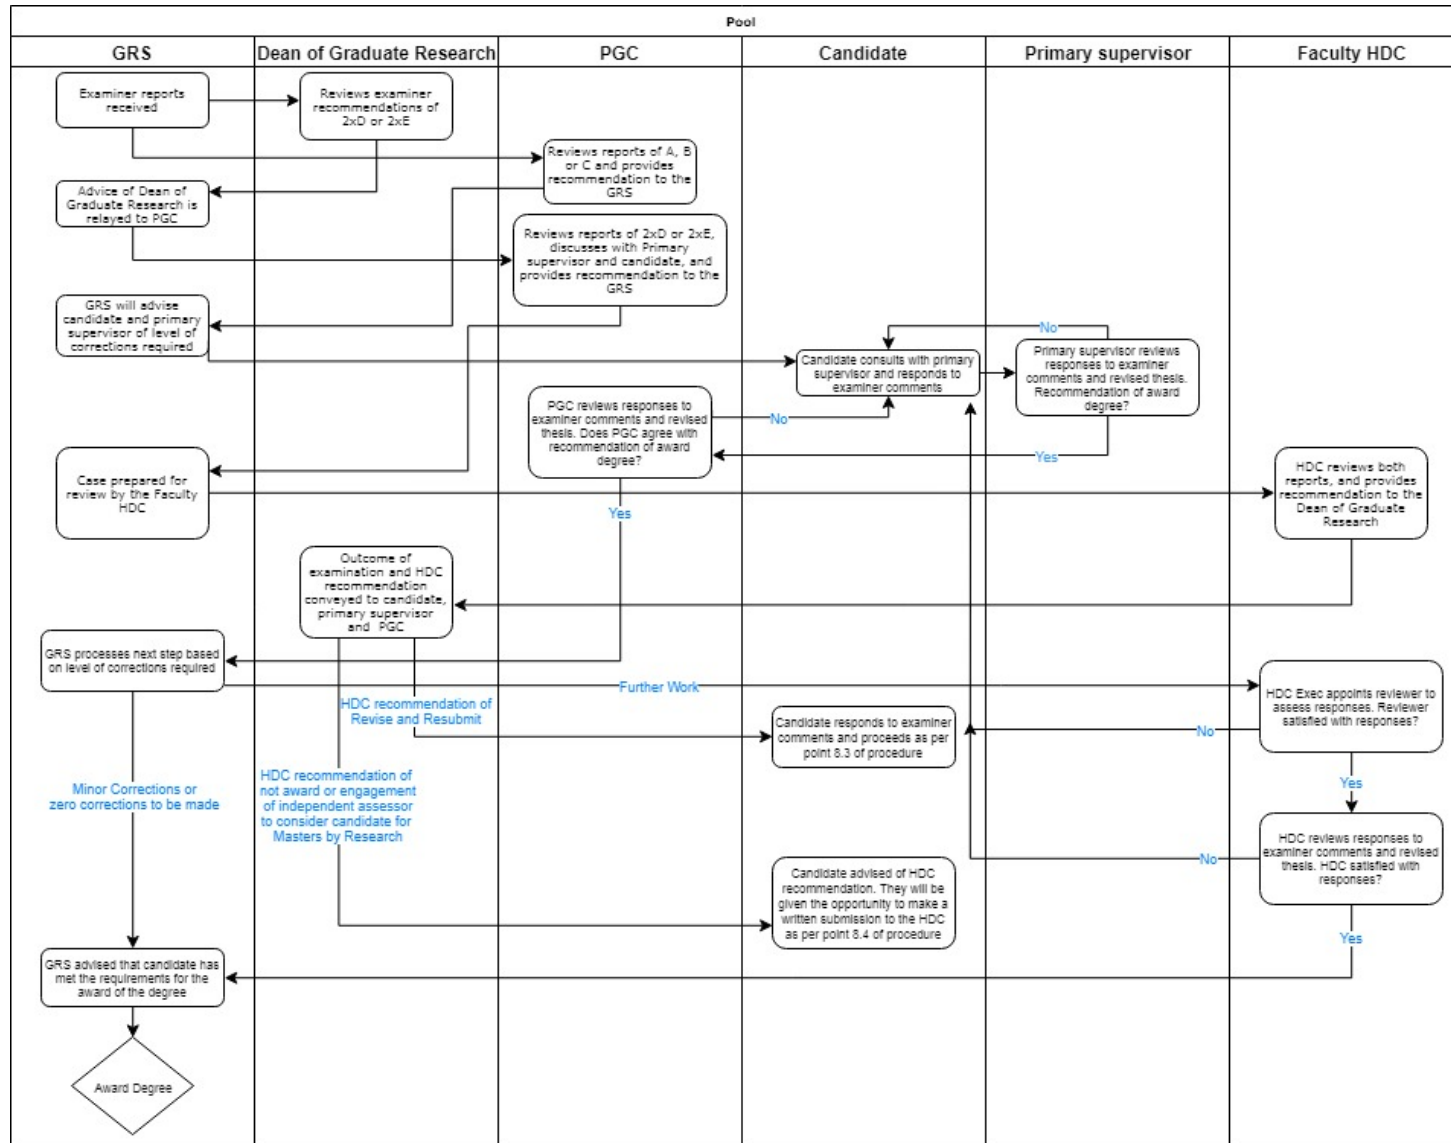 Pool
GRS
Dean of Graduate Research
PGC
Candidate
Primary supervisor
Faculty HDC
Examiner reports
received
Reviews examiner
recommendations of
2xD or 2xE
Reviews reports of A, B
or C and provides
recommendation to the
GRS
Advice of Dean of
Graduate Research is
relayed to PGC
Reviews reports of 2xD or 2xE,
discusses with Primary
supervisor and candidate, and
provides recommendation to the
GRS
GRS will advise
candidate and primary
supervisor of level of
corrections required
No
Candidate consults with primary
supervisor and responds to
examiner comments
Primary supervisor reviews
responses to examiner
comments and revised thesis.
Recommendation of award
degree?
PGC reviews responses to
examiner comments and revised
thesis. Does PGC agree with
recommendation of award
degree?
No
Yes
Case prepared for
review by the Faculty
HDC
HDC reviews both
reports, and provides
recommendation to the
Dean of Graduate
Research
Yes
Outcome of
examination and HDC
recommendation
conveyed to candidate,
primary supervisor
and PGC
GRS processes next step based
on level of corrections required
Further Work
HDC recommendation of
Revise and Resubmit
Candidate responds to examiner
comments and proceeds as per
point 8.3 of procedure
HDC Exec appoints reviewer to
assess responses. Reviewer
satisfied with responses?
No
Yes
Minor Corrections or
zero corrections to be made
HDC recommendation of
not award or engagement
of independent assessor
to consider candidate for
Masters by Research
HDC reviews responses to
examiner comments and revised
thesis. HDC satisfied with
responses?
No
Candidate advised of HDC
recommendation. They will be
given the opportunity to make a
written submission to the HDC
as per point 8.4 of procedure
Yes
GRS advised that candidate has
met the requirements for the
award of the degree
Award Degree